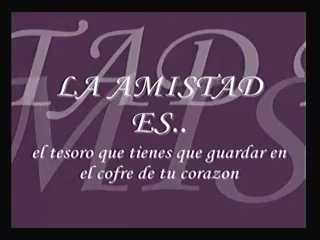 LA AMISTAD
ES..
el tesoro que tienes que guardar en
el cofre de tu corazon